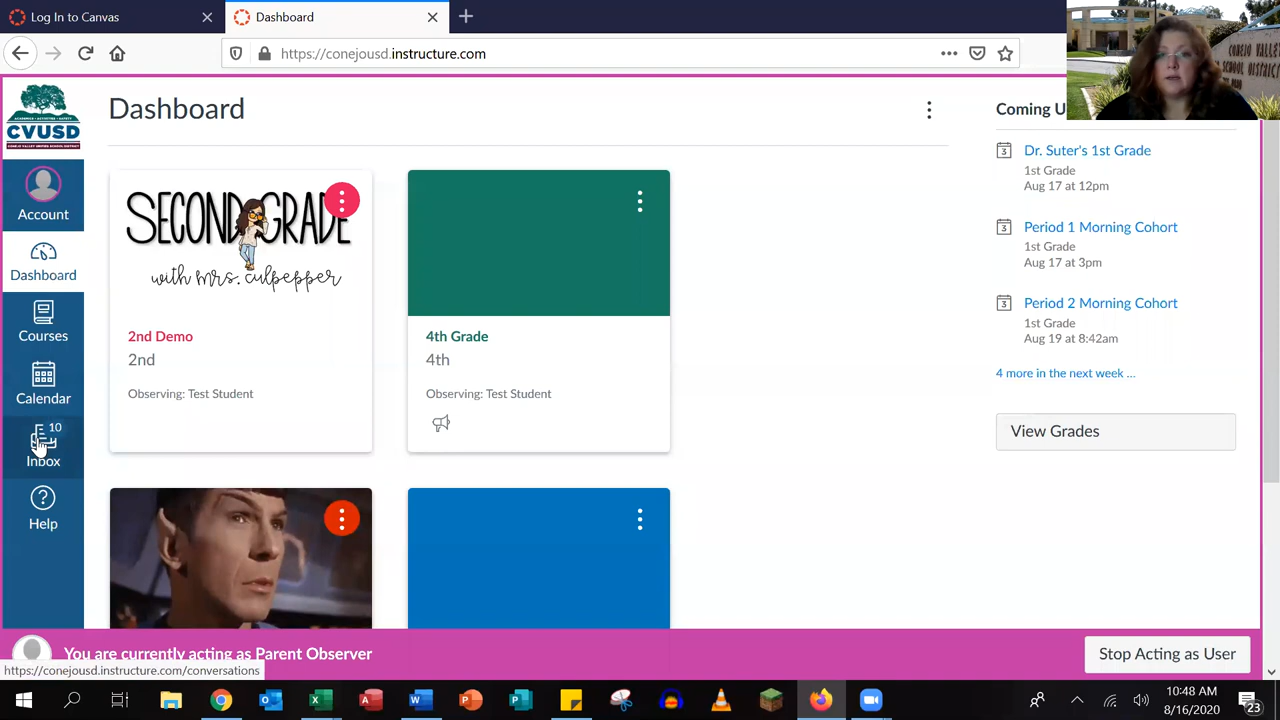 Log In to Canvas
Dashboard
https://conejousd.instructure.com
CONEJO VALLEY
SCHOOL DISTRICT
CVUSD
Dashboard
Coming U
Dr. Suter's 1st Grade
1st Grade
Aug 17 at 12pm
Period 1 Morning Cohort
1st Grade
Aug 17 at 3pm
Period 2 Morning Cohort
1st Grade
Aug 19 at 8:42am
4 more in the next week ...
View Grades
Account
Dashboard
Courses
Calendar
10
Inbox
Help
SECOND GRADE
with mrs. culpepper
2nd Demo
2nd
Observing: Test Student
4th Grade
4th
Observing: Test Student
You are currently acting as Parent Observer
Stop Acting as User
https://conejousd.instructure.com/conversations
10:48 AM
8/16/2020
23